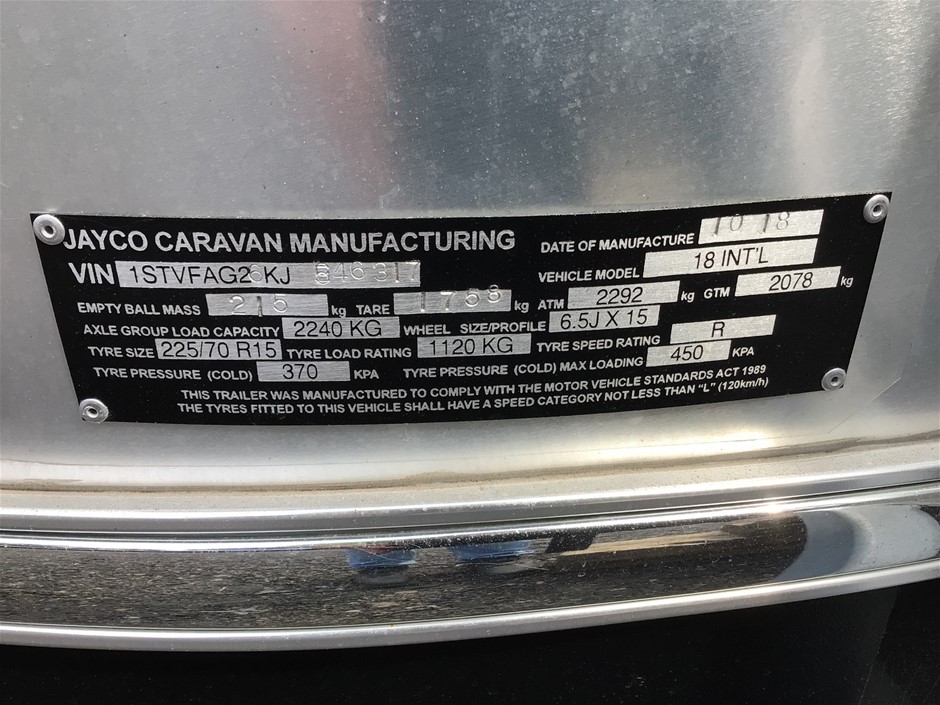 JAYCO CARAVAN MANUFACTURING DATE OF MANUFACTURE 10 18
VIN 1STVFAG26KJ 546317 VEHICLE MODEL 18 INT'L
EMPTY BALL MASS 215 kg TARE 1768 kg ATM 2292 kg GTM 2078 kg
AXLE GROUP LOAD CAPACITY 2240 KG WHEEL SIZE/PROFILE 6.5J X 15
TYRE SIZE 225/70 R15 TYRE LOAD RATING 1120 KG TYRE SPEED RATING R
TYRE PRESSURE (COLD) 370 KPA TYRE PRESSURE (COLD) MAX LOADING 450 KPA
THIS TRAILER WAS MANUFACTURED TO COMPLY WITH THE MOTOR VEHICLE STANDARDS ACT 1989
THE TYRES FITTED TO THIS VEHICLE SHALL HAVE A SPEED CATEGORY NOT LESS THAN "L" (120km/h)